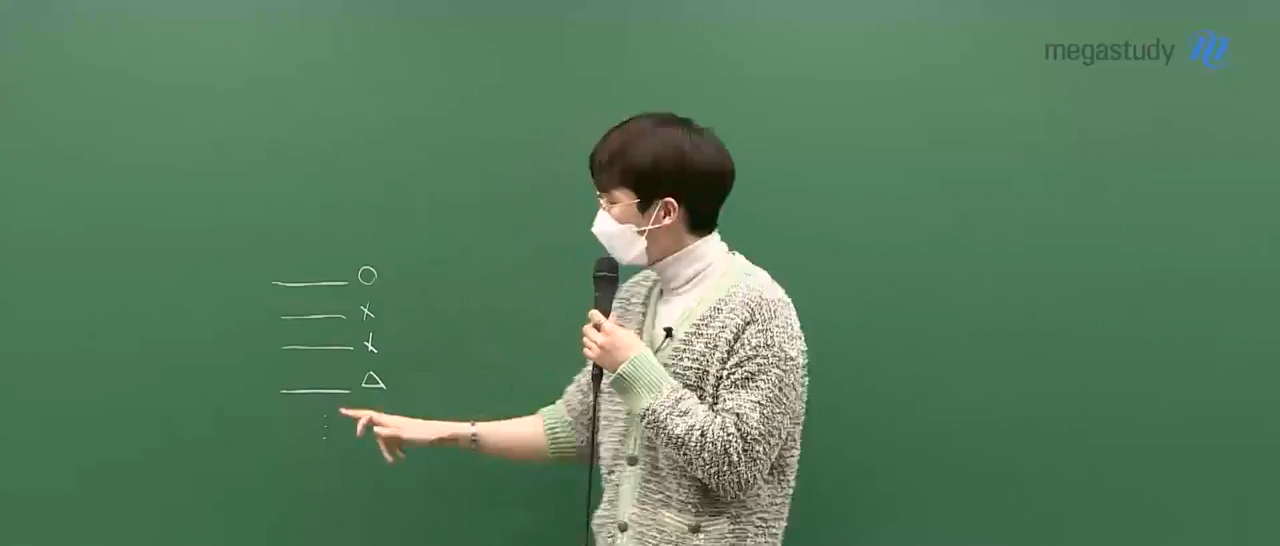 megastudy m
○
×
×
△